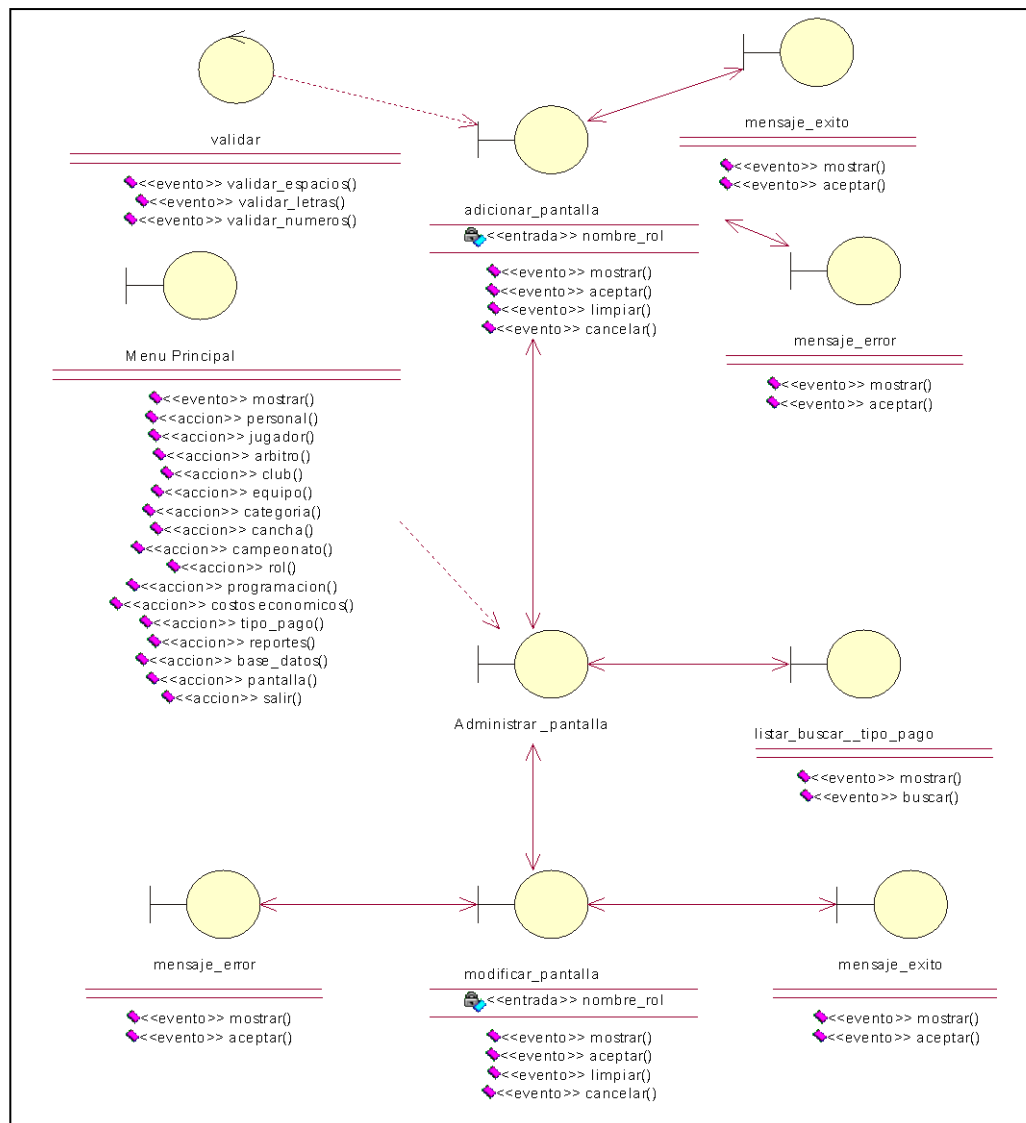 validar
<<evento>> validar_espacios()
<<evento>> validar_letras()
<<evento>> validar_numeros()
adicionar_pantalla
<<entrada>> nombre_rol
<<evento>> mostrar()
<<evento>> aceptar()
<<evento>> limpiar()
<<evento>> cancelar()
mensaje_exito
<<evento>> mostrar()
<<evento>> aceptar()
mensaje_error
<<evento>> mostrar()
<<evento>> aceptar()
Menu Principal
<<evento>> mostrar()
<<accion>> personal()
<<accion>> jugador()
<<accion>> arbitro()
<<accion>> club()
<<accion>> equipo()
<<accion>> categoria()
<<accion>> cancha()
<<accion>> campeonato()
<<accion>> rol()
<<accion>> programacion()
<<accion>> costos economicos()
<<accion>> tipo_pago()
<<accion>> reportes()
<<accion>> base_datos()
<<accion>> pantalla()
<<accion>> salir()
Administrar_pantalla
listar_buscar__tipo_pago
<<evento>> mostrar()
<<evento>> buscar()
mensaje_error
<<evento>> mostrar()
<<evento>> aceptar()
modificar_pantalla
<<entrada>> nombre_rol
<<evento>> mostrar()
<<evento>> aceptar()
<<evento>> limpiar()
<<evento>> cancelar()
mensaje_exito
<<evento>> mostrar()
<<evento>> aceptar()